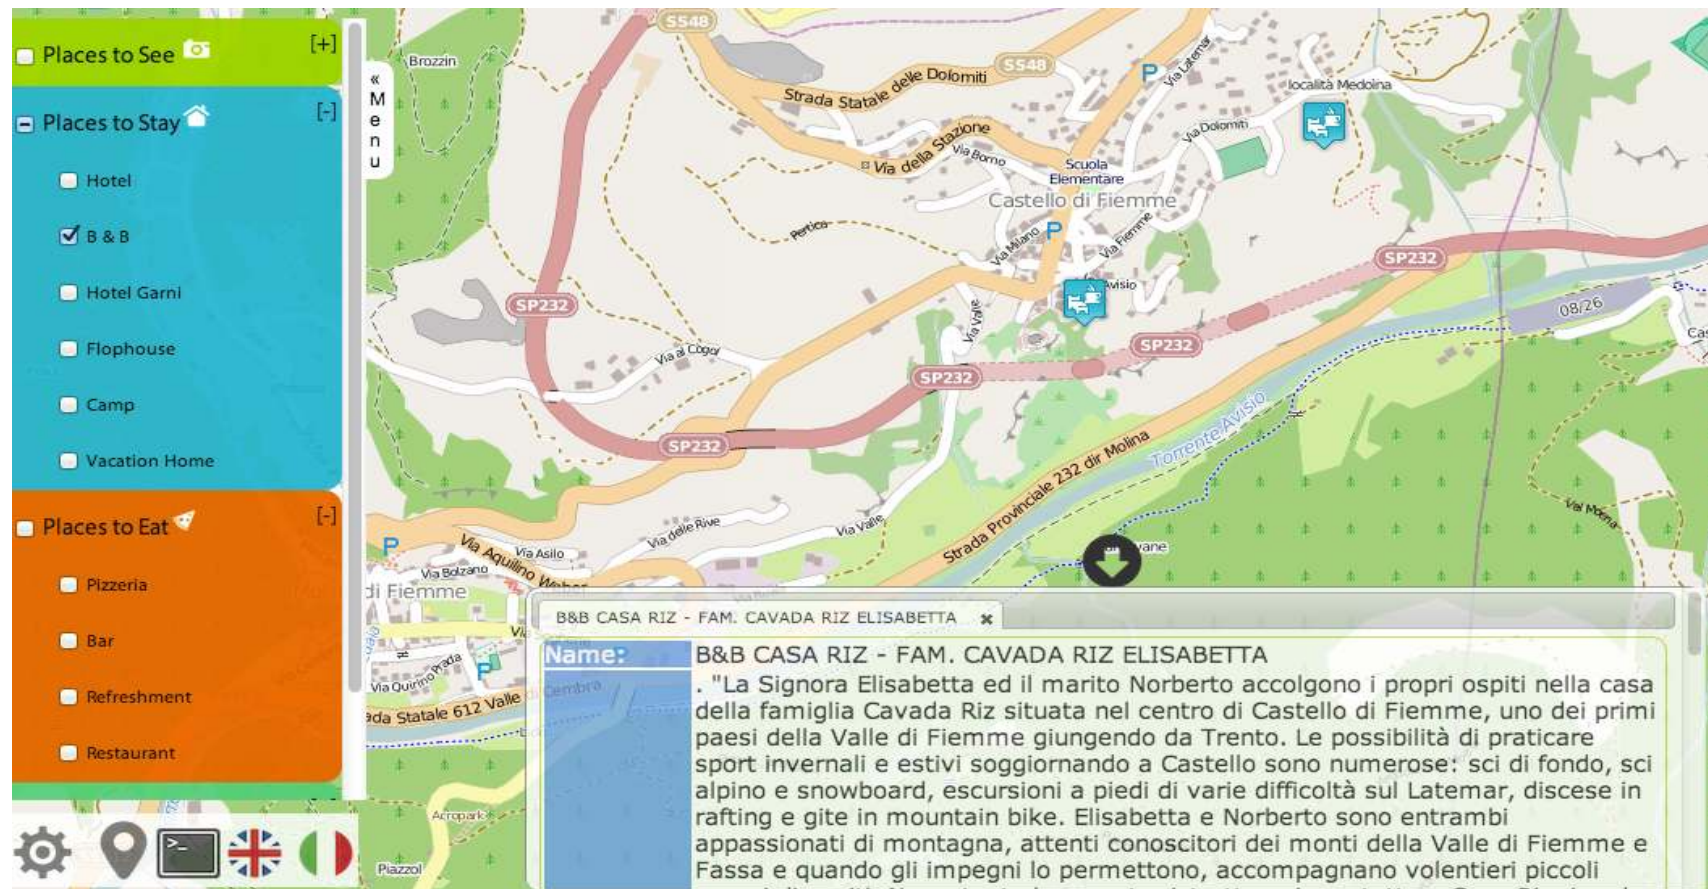 Places to See [+]
Places to Stay [-]
Hotel
B & B
Hotel Garni
Flophouse
Camp
Vacation Home
Places to Eat [-]
Pizzeria
Bar
Refreshment
Restaurant
« Menu
Brozzin
SS48
SS48
Strada Statale delle Dolomiti
P
Via Latemar
località Medoina
Via Dolomiti
Via della Stazione
Via Borno
Scuola
Elementare
Castello di Fiemme
Pertica
Via Milano
P
Via Fiemme
Avisio
SP232
SP232
08/26
Via Valle
SP232
Via ai Cogoi
SP232
SP232
Torrente Avisio
Strada Provinciale 232 dir Molina
Val Moena
Via delle Rive
Via Valle
P
Via Aquilino Weber
Via Asilo
Via Bolzano
di Fiemme
Via Quirino Prada
P
ada Statale 612 Valle di Cembra
Acropark
Piazzol
B&B CASA RIZ - FAM. CAVADA RIZ ELISABETTA
Name:
B&B CASA RIZ - FAM. CAVADA RIZ ELISABETTA
. "La Signora Elisabetta ed il marito Norberto accolgono i propri ospiti nella casa
della famiglia Cavada Riz situata nel centro di Castello di Fiemme, uno dei primi
paesi della Valle di Fiemme giungendo da Trento. Le possibilità di praticare
sport invernali e estivi soggiornando a Castello sono numerose: sci di fondo, sci
alpino e snowboard, escursioni a piedi di varie difficoltà sul Latemar, discese in
rafting e gite in mountain bike. Elisabetta e Norberto sono entrambi
appassionati di montagna, attenti conoscitori dei monti della Valle di Fiemme e
Fassa e quando gli impegni lo permettono, accompagnano volentieri piccoli